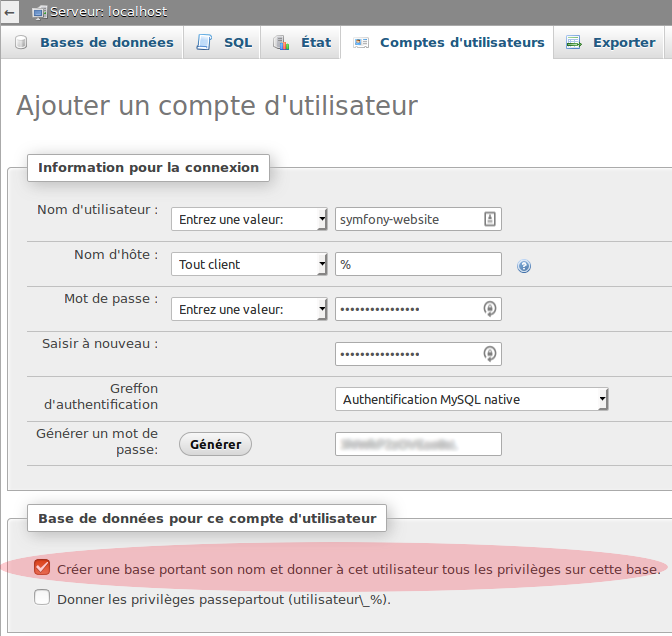 Serveur: localhost
Bases de données SQL État Comptes d'utilisateurs Exporter
Ajouter un compte d'utilisateur
Information pour la connexion
Nom d'utilisateur : Entrez une valeur: symfony-website
Nom d'hôte : Tout client %
Mot de passe : Entrez une valeur: ••••••••••••••••
Saisir à nouveau : ••••••••••••••••
Greffon
d'authentification Authentification MySQL native
Générer un mot de
passe: Générer
Base de données pour ce compte d'utilisateur
Créer une base portant son nom et donner à cet utilisateur tous les privilèges sur cette base.
Donner les privilèges passepartout (utilisateur\_%).